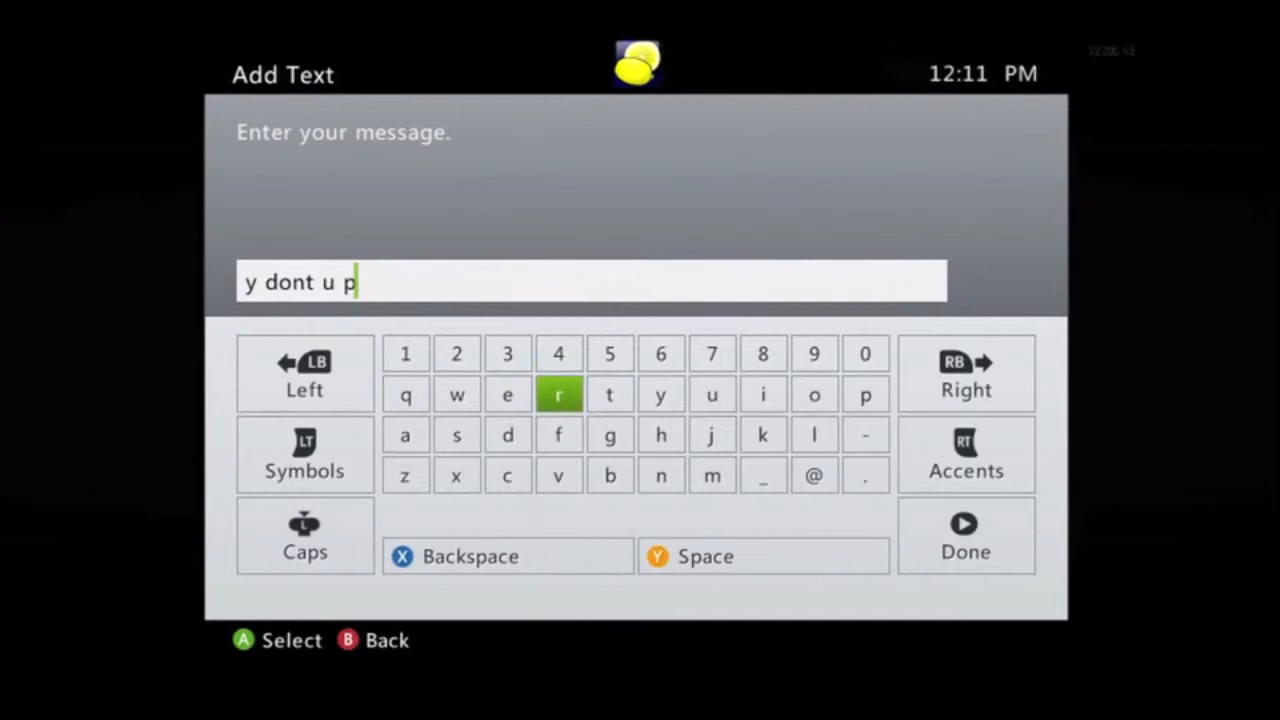 Add Text
12:11 PM
Enter your message.
y dont u p
LB
Left
1 2 3 4 5 6 7 8 9 0
RB
Right
q w e r t y u i o p
LT
Symbols
a s d f g h j k l -
RT
Accents
z x c v b n m _ @ .
L
Caps
X Backspace
Y Space
Done
A Select B Back